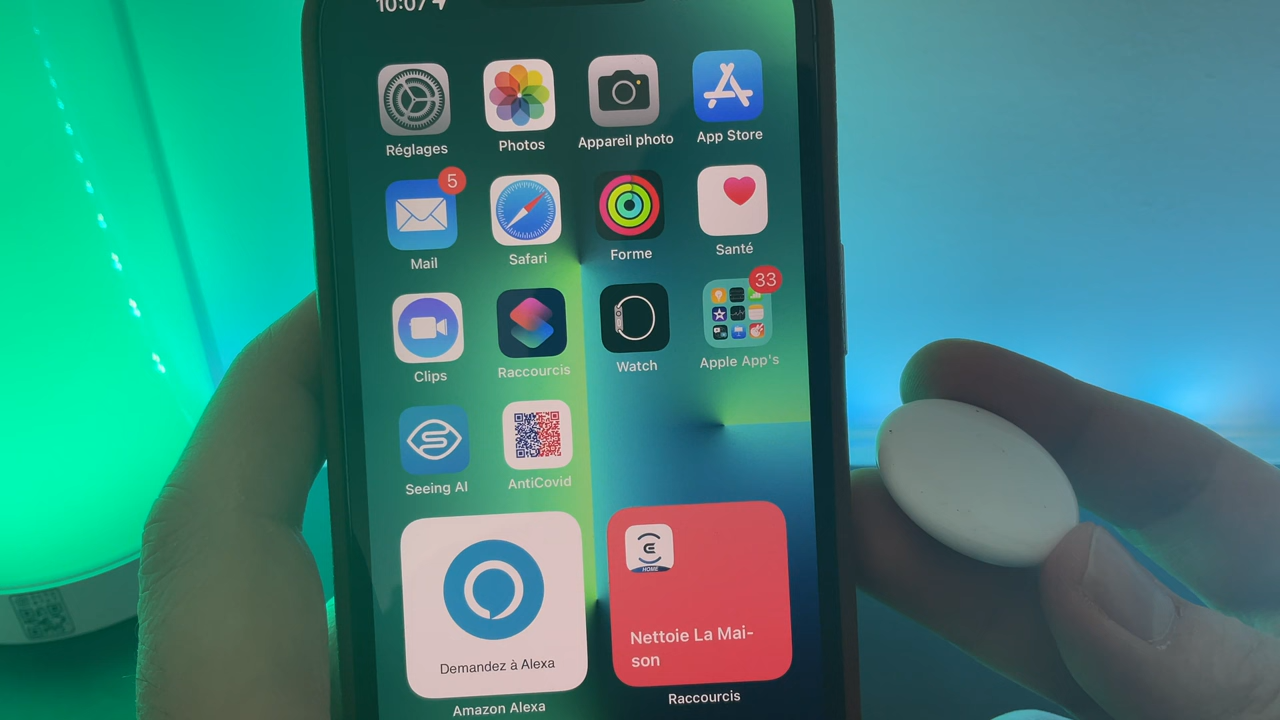 10:07
Réglages
Photos
Appareil photo
App Store
5
Mail
Safari
Forme
Santé
33
Clips
Raccourcis
Watch
Apple App's
Seeing AI
AntiCovid
HOME
Demandez à Alexa
Nettoie La Mai-
son
Amazon Alexa
Raccourcis